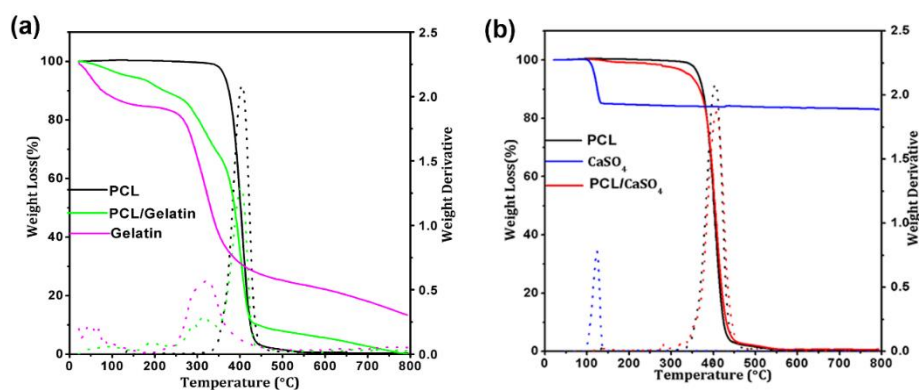 (a)
Weight Loss(%)
100
80
60
40
20
0
0 100 200 300 400 500 600 700 800
Temperature (°C)
2.5
2.0
1.5
1.0
0.5
0.0
Weight Derivative
PCL
PCL/Gelatin
Gelatin
(b)
Weight Loss(%)
100
80
60
40
20
0
0 100 200 300 400 500 600 700 800
Temperature (°C)
2.5
2.0
1.5
1.0
0.5
0.0
Weight Derivative
PCL
CaSO₄
PCL/CaSO₄